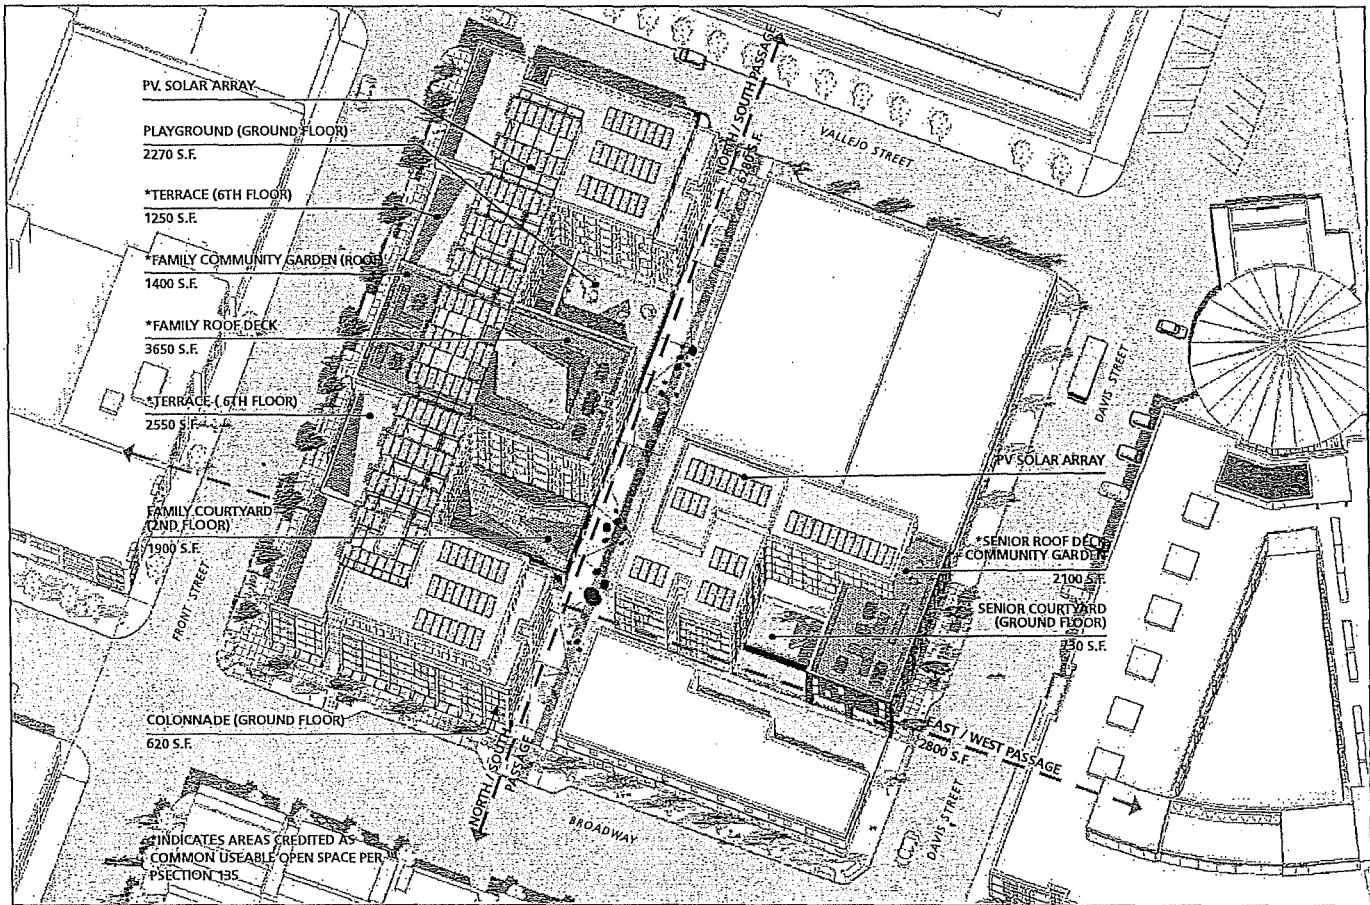 PV. SOLAR ARRAY
PLAYGROUND (GROUND FLOOR)
2270 S.F.
*TERRACE (6TH FLOOR)
1250 S.F.
*FAMILY COMMUNITY GARDEN (ROOF)
1400 S.F.
*FAMILY ROOF DECK
3650 S.F.
*TERRACE ( 6TH FLOOR)
2550 S.F.
FAMILY COURTYARD
(2ND FLOOR)
1900 S.F.
FRONT STREET
COLONNADE (GROUND FLOOR)
620 S.F.
*INDICATES AREAS CREDITED AS
COMMON USEABLE OPEN SPACE PER
PSECTION 135
NORTH / SOUTH PASSAGE
S.F.
VALLEJO STREET
DAVIS STREET
PV SOLAR ARRAY
*SENIOR ROOF DECK
COMMUNITY GARDEN
2100 S.F.
SENIOR COURTYARD
(GROUND FLOOR)
S.F.
EAST / WEST PASSAGE
2800 S.F.
NORTH / SOUTH
PASSAGE
BROADWAY
DAVIS STREET